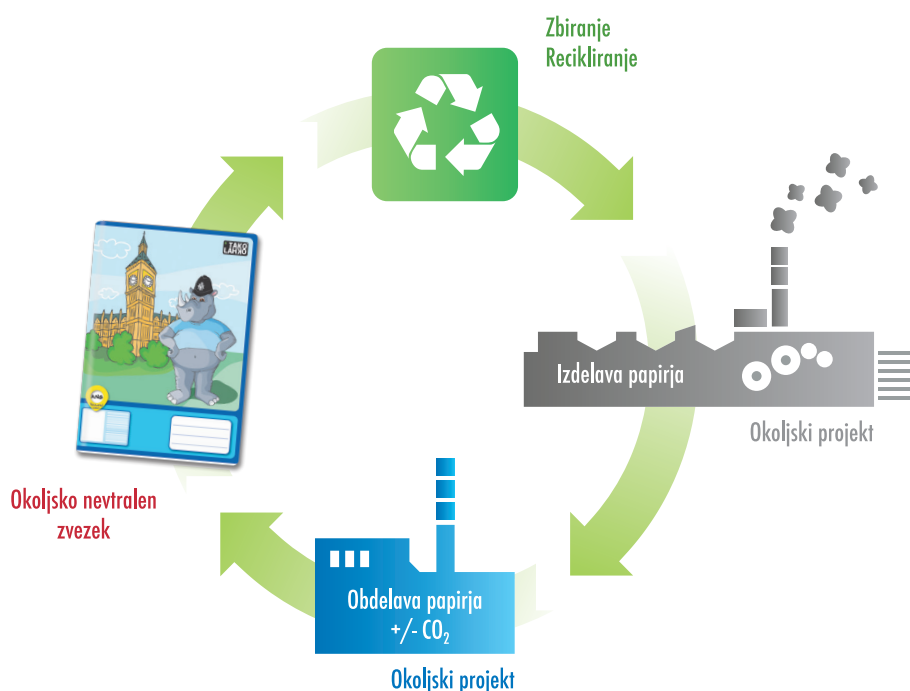 Zbiranje
Recikliranje
TAKO
LAHKO
Izdelava papirja
Okoljski projekt
Okoljsko nevtralen
zvezek
Obdelava papirja
+/- CO₂
Okoljski projekt